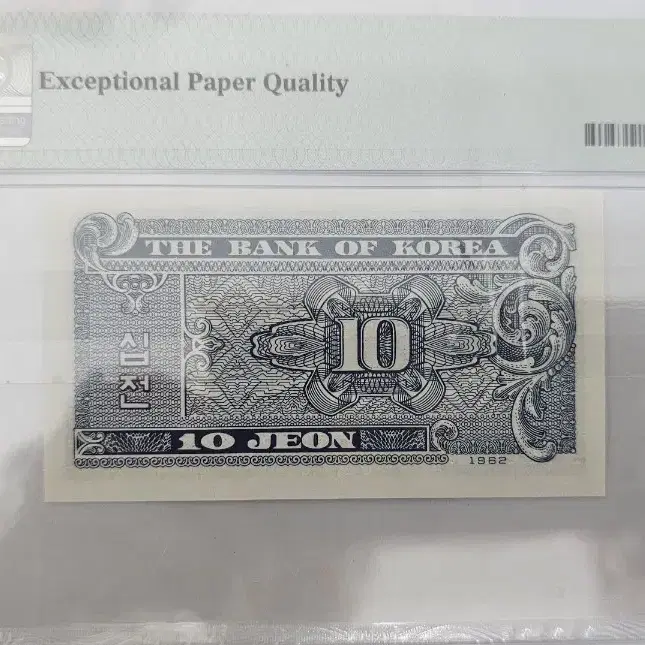 Exceptional Paper Quality
THE BANK OF KOREA
십전
10
10 JEON
1962